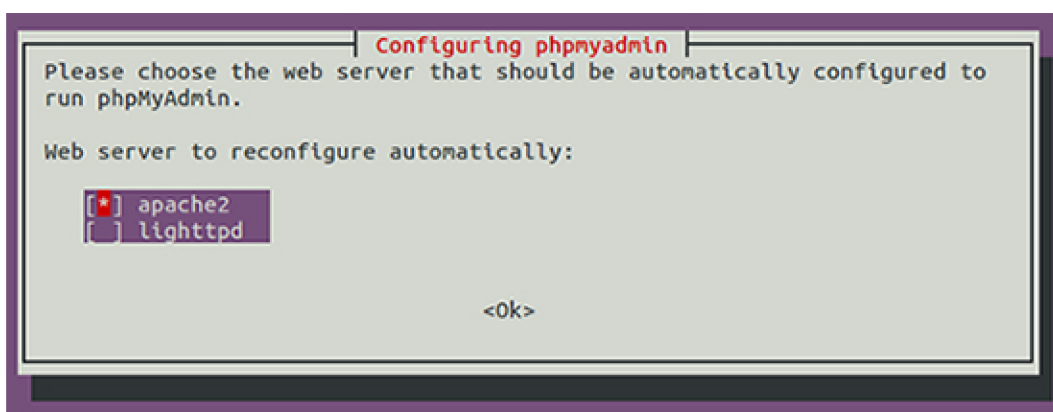 Configuring phpmyadmin
Please choose the web server that should be automatically configured to
run phpMyAdmin.
Web server to reconfigure automatically:
[*] apache2
[ ] lighttpd
<Ok>